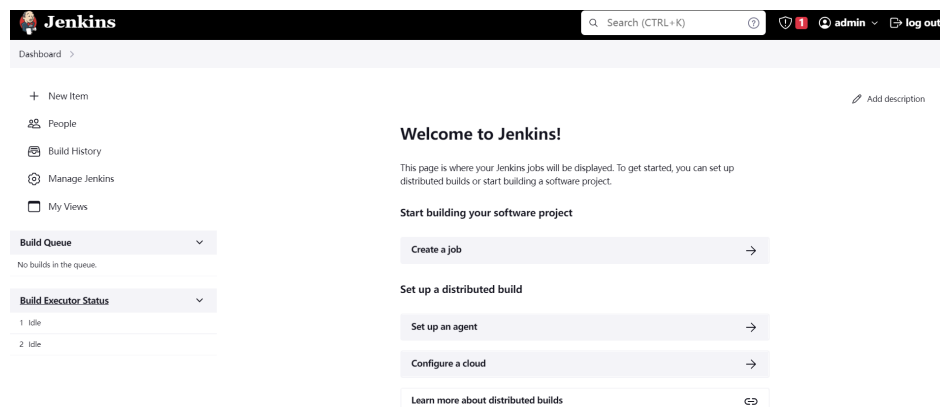 Jenkins
Search (CTRL+K)
1
admin
log out
Dashboard
New Item
People
Build History
Manage Jenkins
My Views
Build Queue
No builds in the queue.
Build Executor Status
1 Idle
2 Idle
Add description
Welcome to Jenkins!
This page is where your Jenkins jobs will be displayed. To get started, you can set up
distributed builds or start building a software project.
Start building your software project
Create a job
Set up a distributed build
Set up an agent
Configure a cloud
Learn more about distributed builds